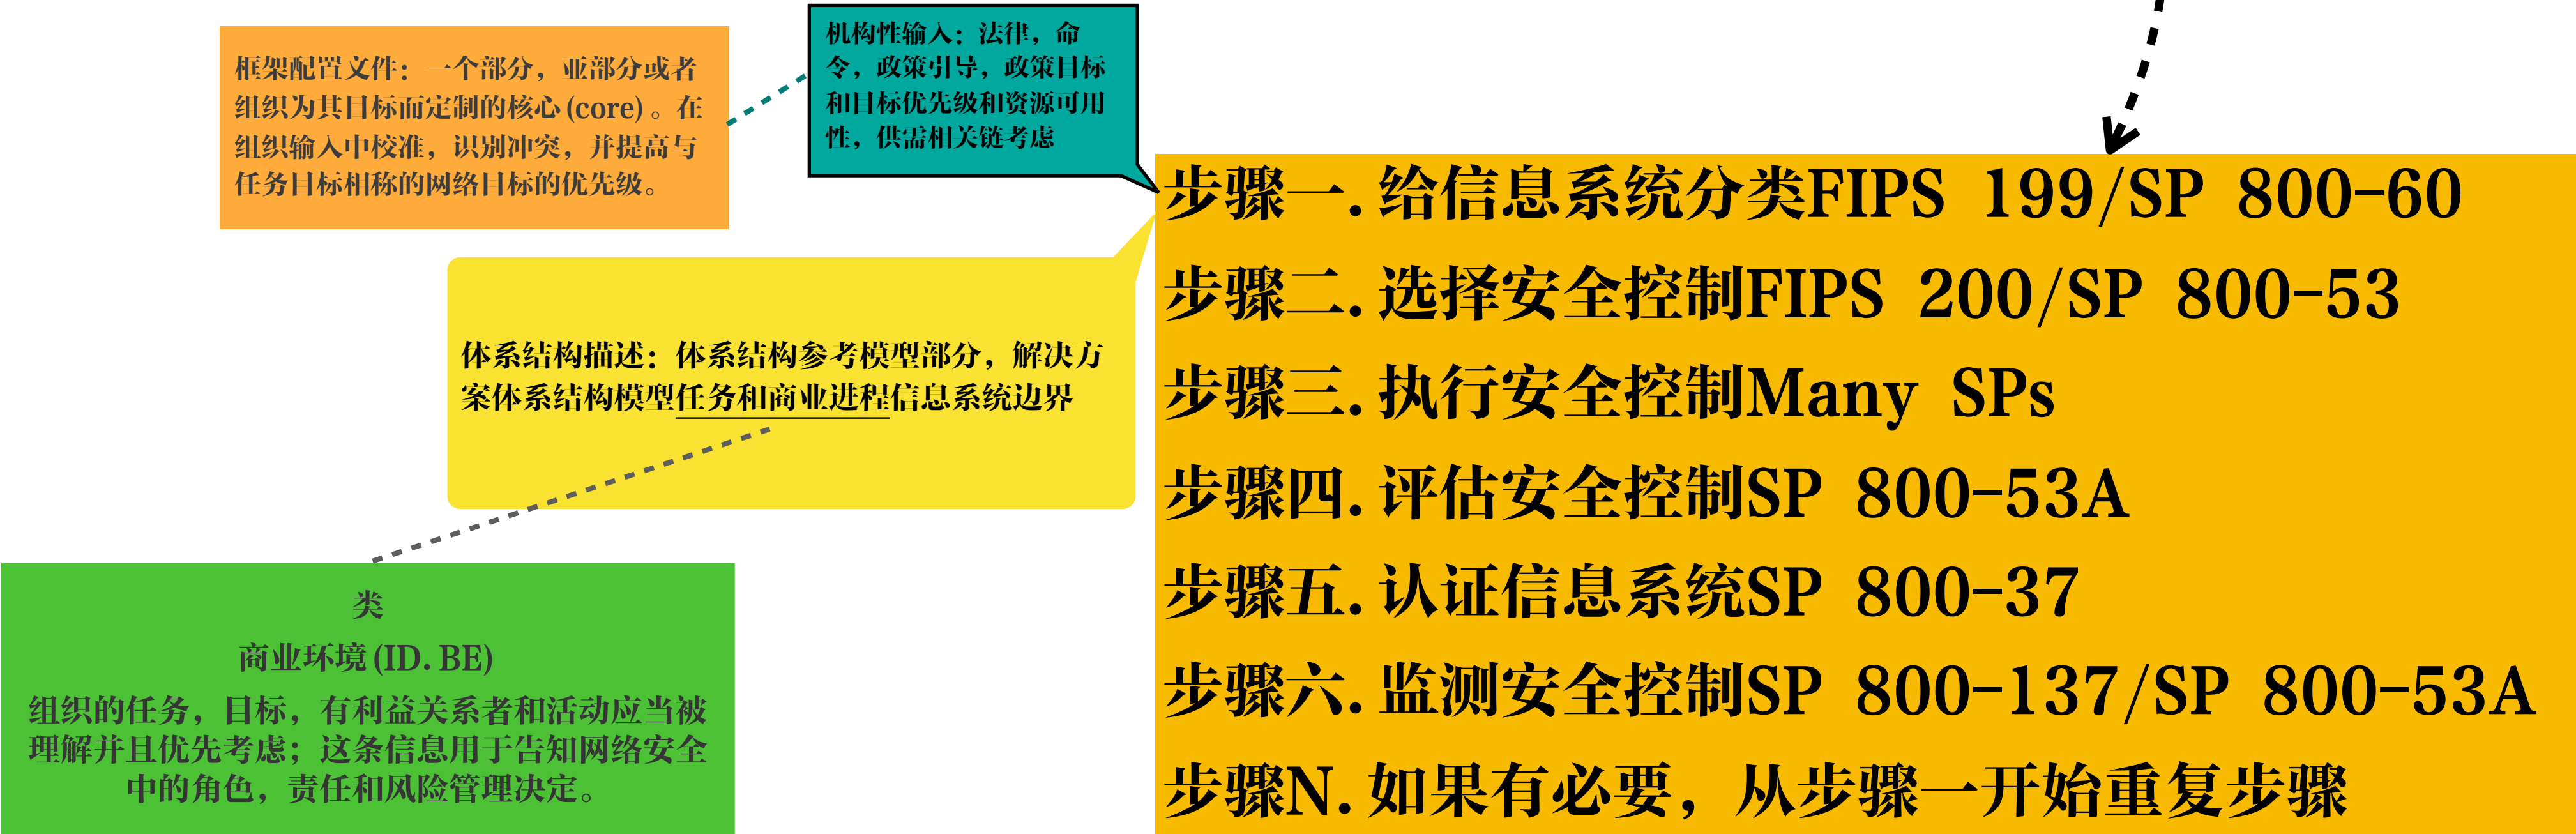 框架配置文件：一个部分，亚部分或者
组织为其目标而定制的核心(core)。在
组织输入中校准，识别冲突，并提高与
任务目标相称的网络目标的优先级。
机构性输入：法律，命
令，政策引导，政策目标
和目标优先级和资源可用
性，供需相关链考虑
体系结构描述：体系结构参考模型部分，解决方
案体系结构模型任务和商业进程信息系统边界
类
商业环境(ID.BE)
组织的任务，目标，有利益关系者和活动应当被
理解并且优先考虑；这条信息用于告知网络安全
中的角色，责任和风险管理决定。
步骤一.给信息系统分类FIPS 199/SP 800-60
步骤二.选择安全控制FIPS 200/SP 800-53
步骤三.执行安全控制Many SPs
步骤四.评估安全控制SP 800-53A
步骤五.认证信息系统SP 800-37
步骤六.监测安全控制SP 800-137/SP 800-53A
步骤N.如果有必要，从步骤一开始重复步骤